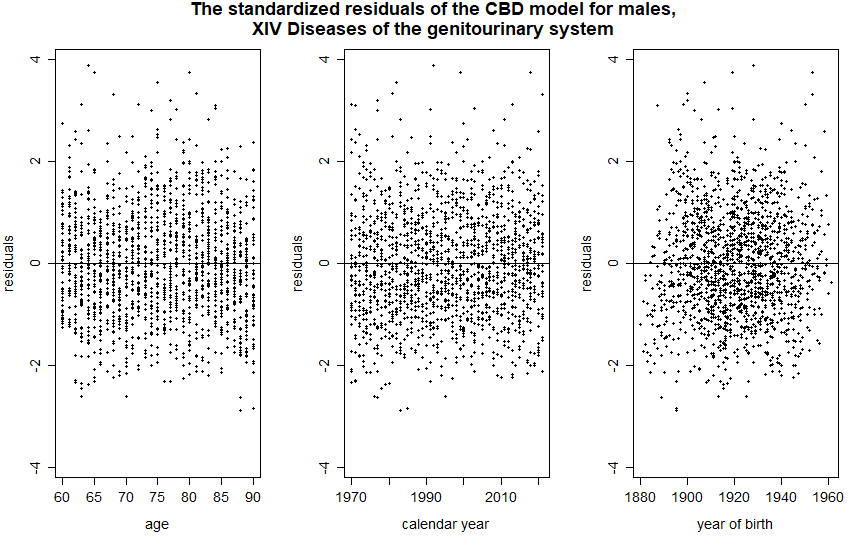 The standardized residuals of the CBD model for males,
XIV Diseases of the genitourinary system
residuals
4
2
0
-2
-4
60 65 70 75 80 85 90
age
residuals
4
2
0
-2
-4
1970 1990 2010
calendar year
residuals
4
2
0
-2
-4
1880 1900 1920 1940 1960
year of birth